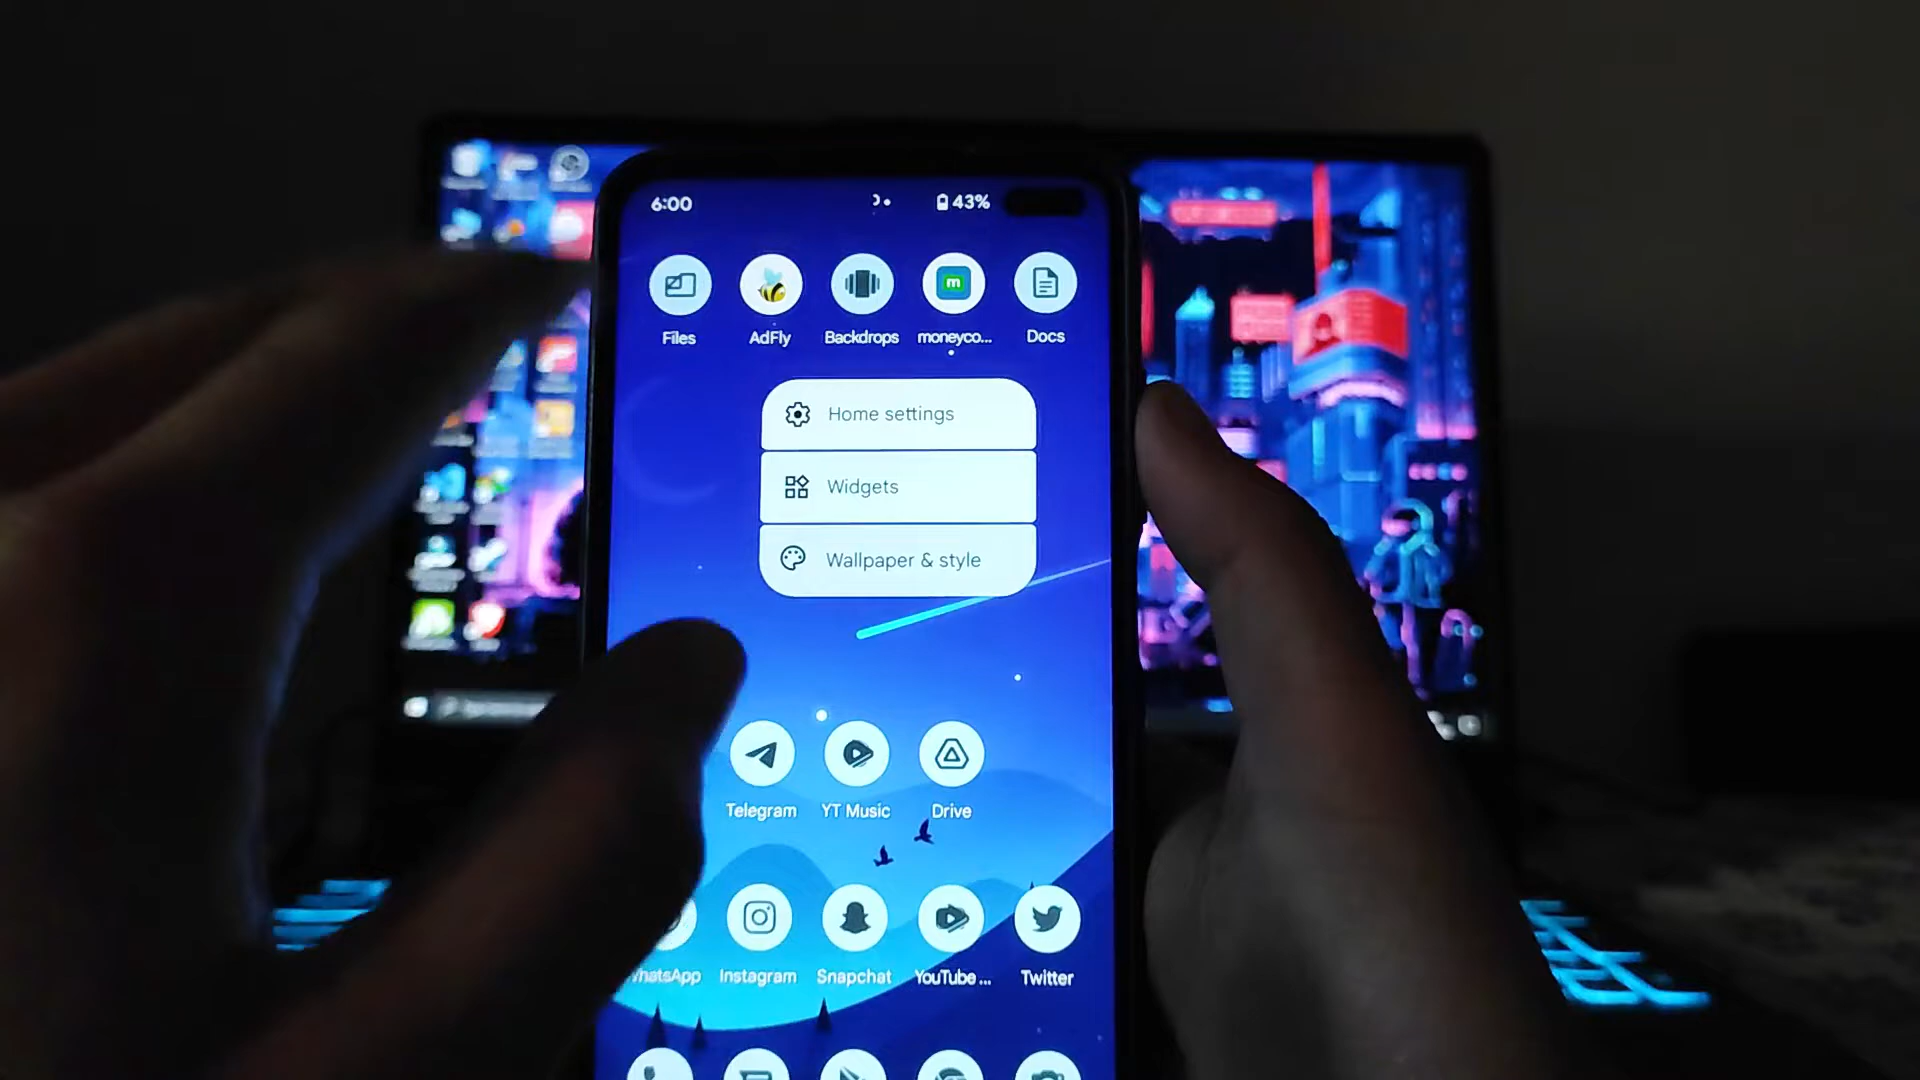 6:00 43%
Files AdFly Backdrops moneyco... Docs
Home settings
Widgets
Wallpaper & style
Telegram YT Music Drive
WhatsApp Instagram Snapchat YouTube ... Twitter